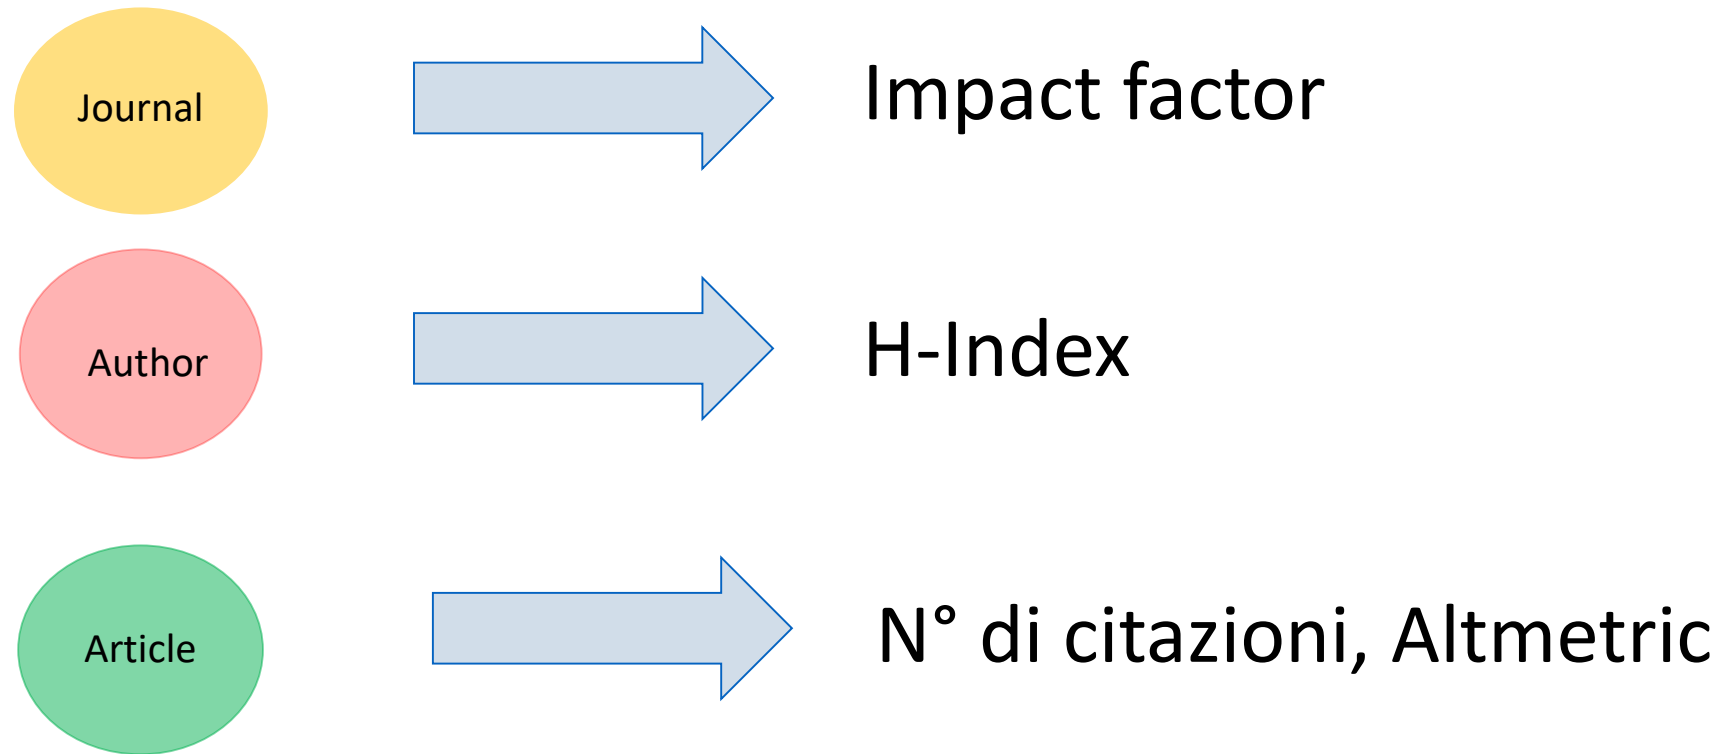 Journal
Impact factor
Author
H-Index
Article
N° di citazioni, Altmetric